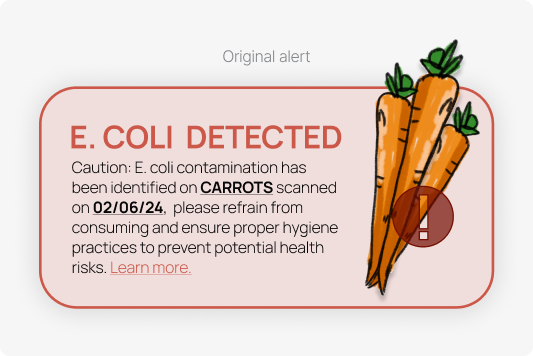 Original alert
E. COLI DETECTED
Caution: E. coli contamination has
been identified on CARROTS scanned
on 02/06/24, please refrain from
consuming and ensure proper hygiene
practices to prevent potential health
risks. Learn more.
!